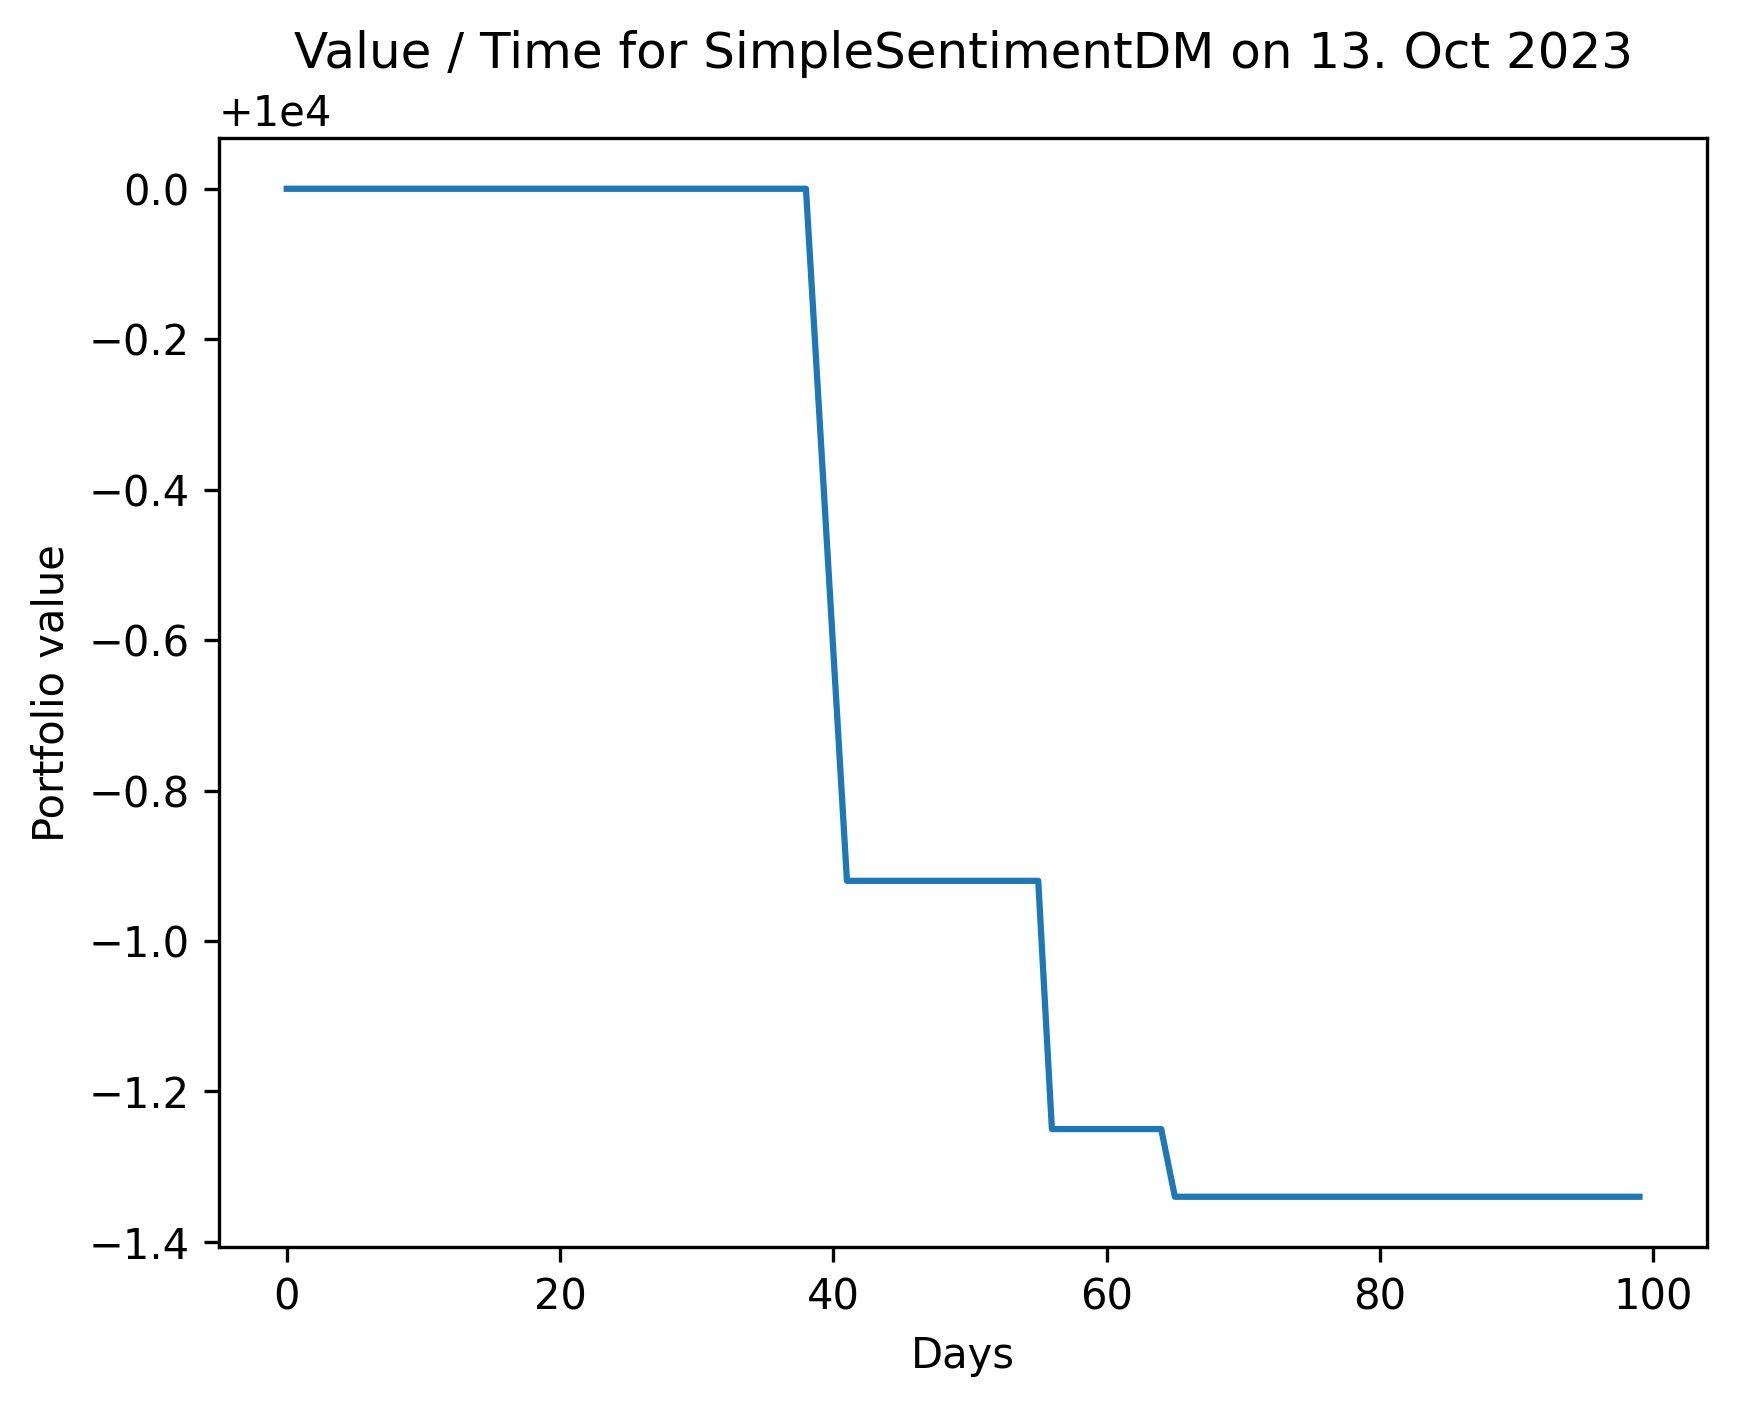 Value / Time for SimpleSentimentDM on 13. Oct 2023
+1e4
0.0
−0.2
−0.4
−0.6
−0.8
−1.0
−1.2
−1.4
Portfolio value
0 20 40 60 80 100
Days